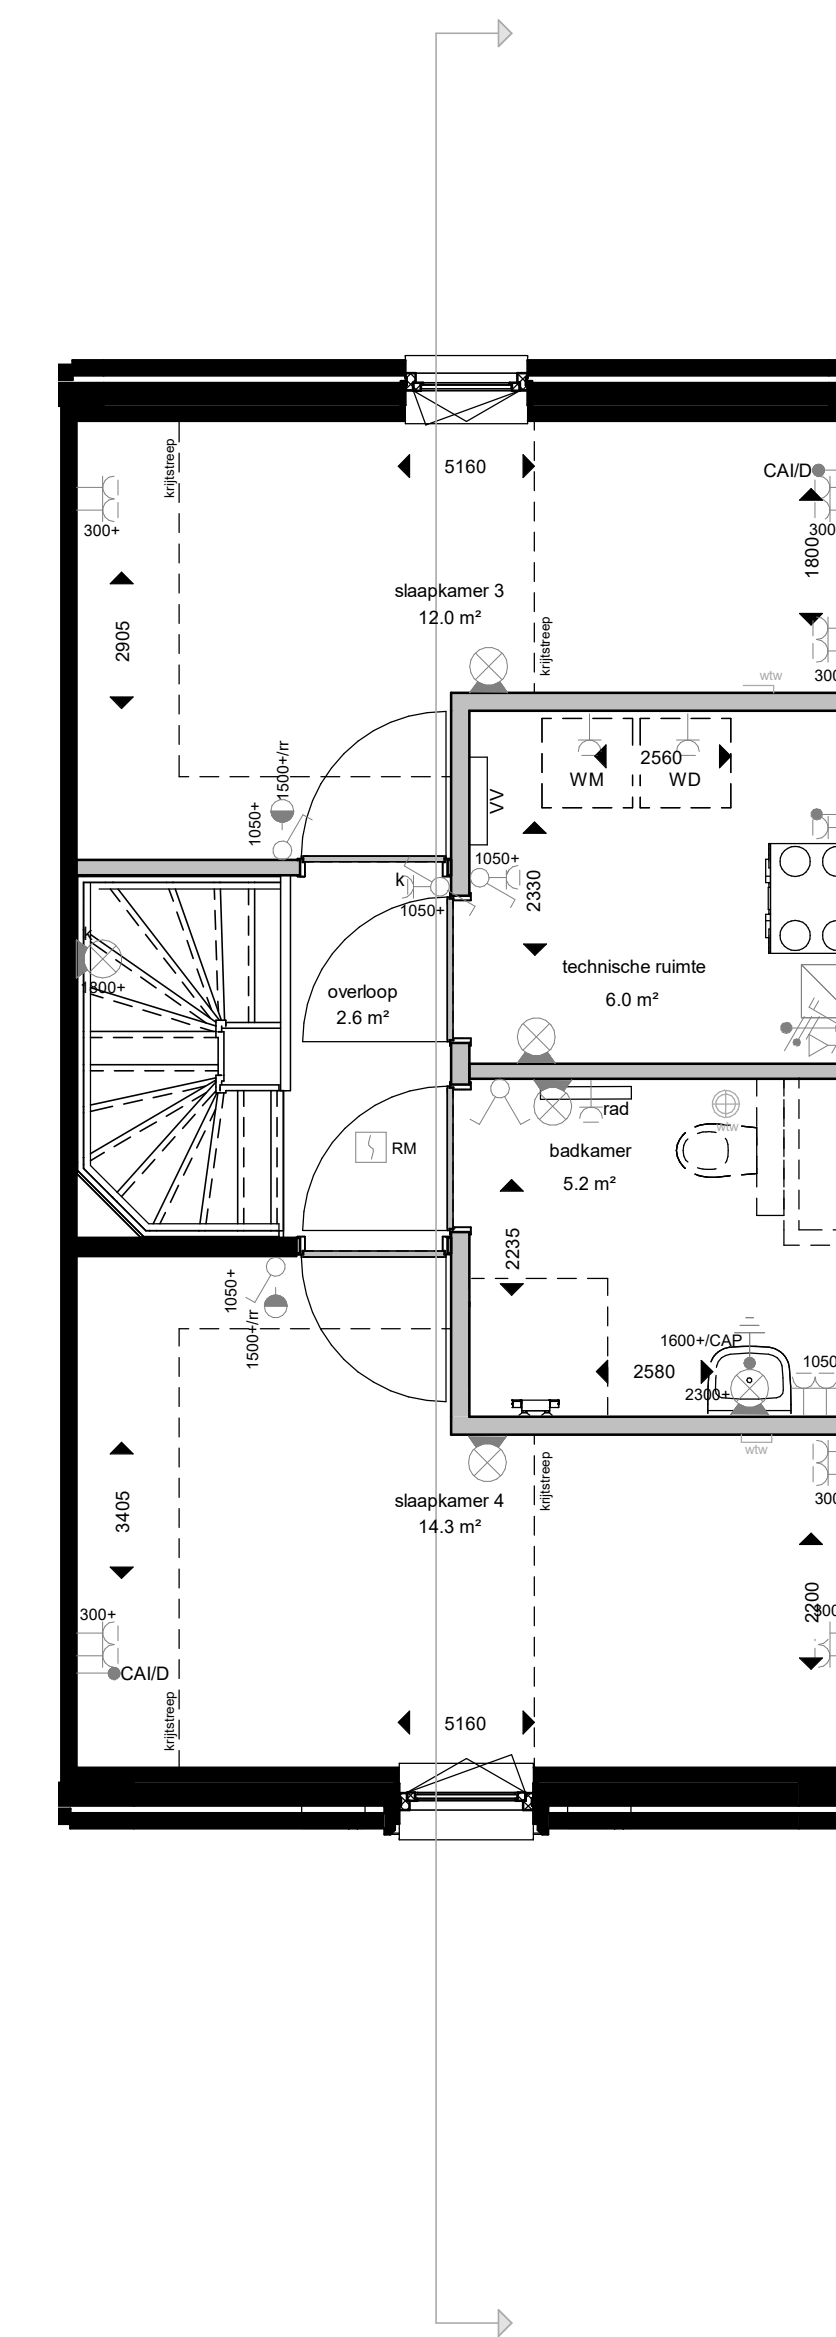 krijtstreep
5160
CAI/D
300+
1800
300
2905
slaapkamer 3
12.0 m²
krijtstreep
wtw
300
1500+/rr
1050+
2560
WM
WD
VV
1050+
k
1050+
2330
k
1800+
technische ruimte
6.0 m²
overloop
2.6 m²
rad
wtw
RM
badkamer
5.2 m²
2235
1050+
1500+/rr
1600+/CAP
2580
1050
2300+
wtw
krijtstreep
slaapkamer 4
14.3 m²
300
3405
2200
300
300+
CAI/D
krijtstreep
5160